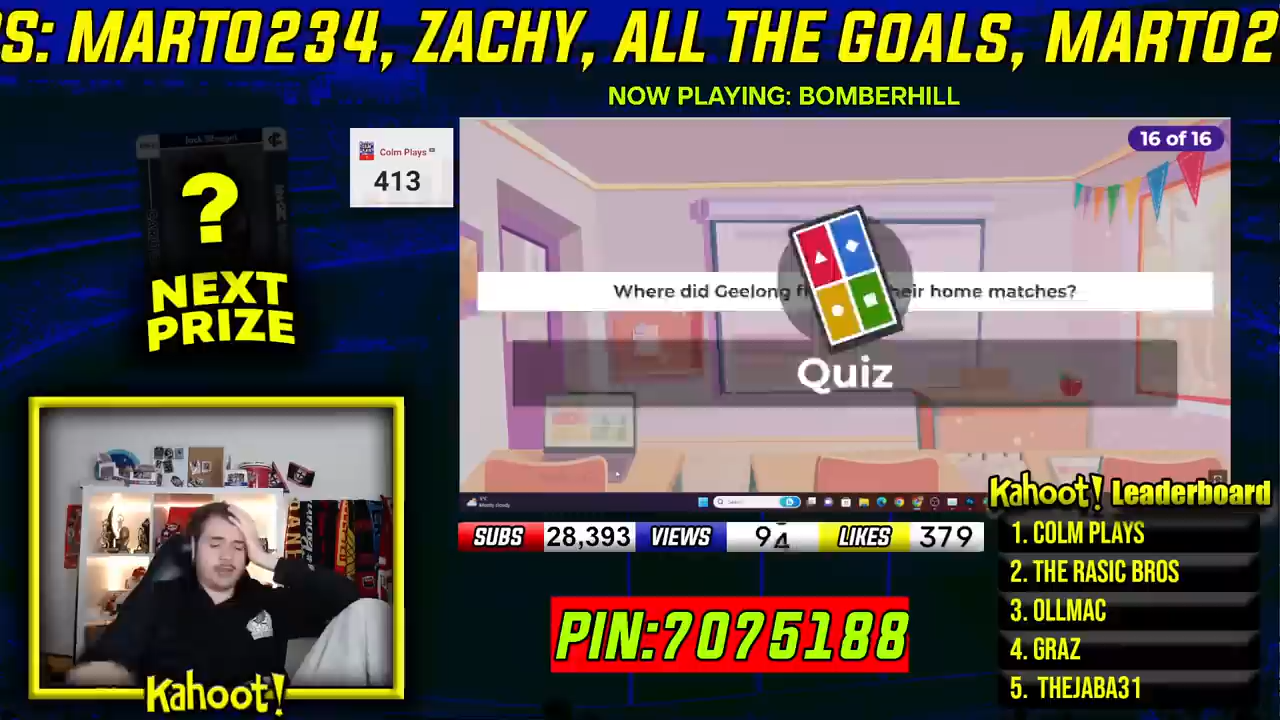 S: MARTO234, ZACHY, ALL THE GOALS, MARTO2
NOW PLAYING: BOMBERHILL
16 of 16
Colm Plays
413
?
NEXT
PRIZE
Where did Geelong heir home matches?
Quiz
Kahoot! Leaderboard
1. COLM PLAYS
2. THE RASIC BROS
3. OLLMAC
4. GRAZ
5. THEJABA31
SUBS 28,393 VIEWS LIKES 379
PIN:7075188
Kahoot!